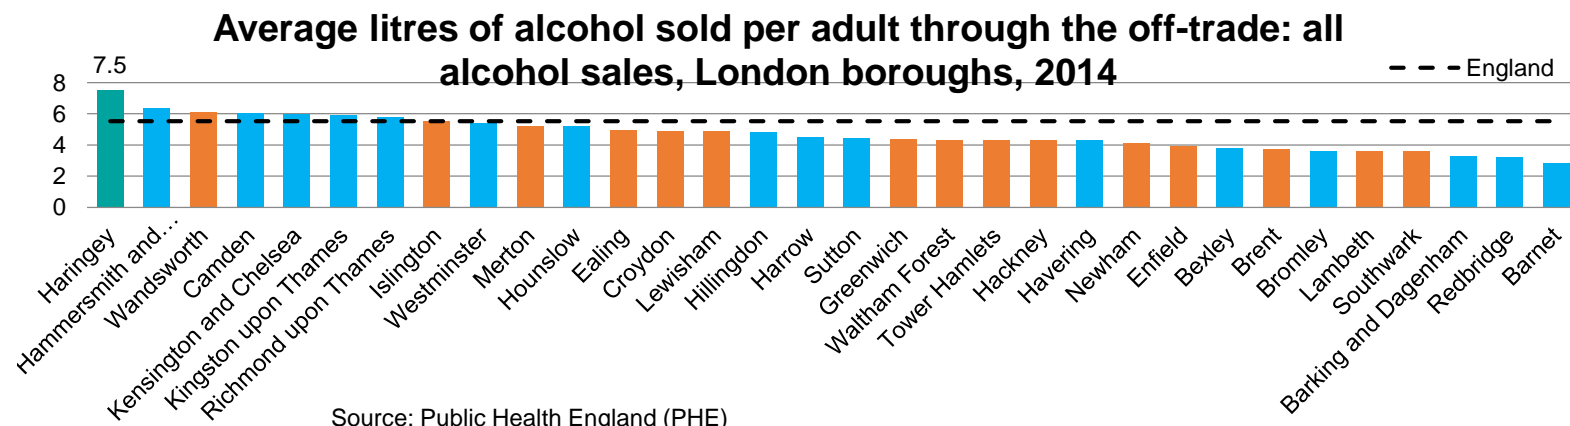 Average litres of alcohol sold per adult through the off-trade: all
alcohol sales, London boroughs, 2014
7.5
England
8
6
4
2
0
Haringey
Hammersmith and…
Wandsworth
Camden
Kensington and Chelsea
Kingston upon Thames
Richmond upon Thames
Islington
Westminster
Merton
Hounslow
Ealing
Croydon
Lewisham
Hillingdon
Harrow
Sutton
Greenwich
Waltham Forest
Tower Hamlets
Hackney
Havering
Newham
Enfield
Bexley
Brent
Bromley
Lambeth
Southwark
Barking and Dagenham
Redbridge
Barnet
Source: Public Health England (PHE)